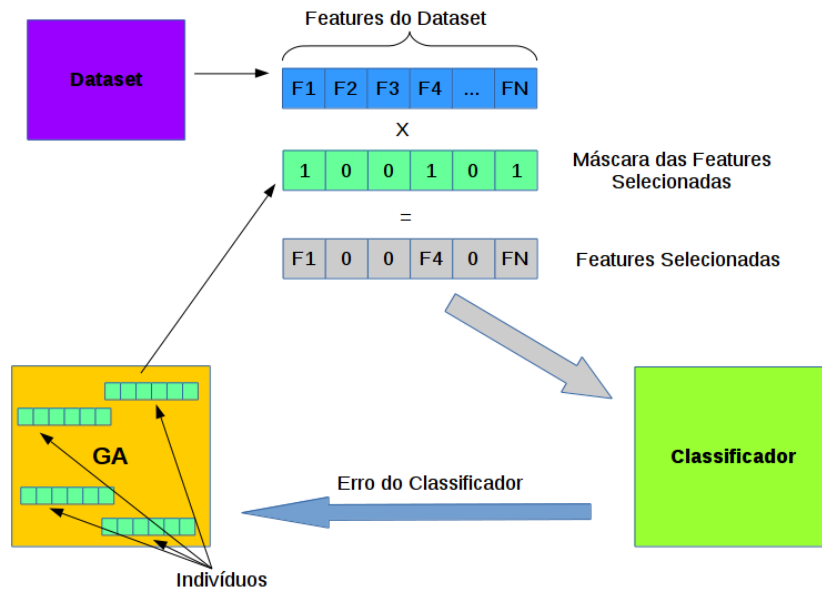 Features do Dataset
Dataset
F1 F2 F3 F4 ... FN
X
1 0 0 1 0 1
Máscara das Features
Selecionadas
=
F1 0 0 F4 0 FN
Features Selecionadas
GA
Classificador
Erro do Classificador
Indivíduos